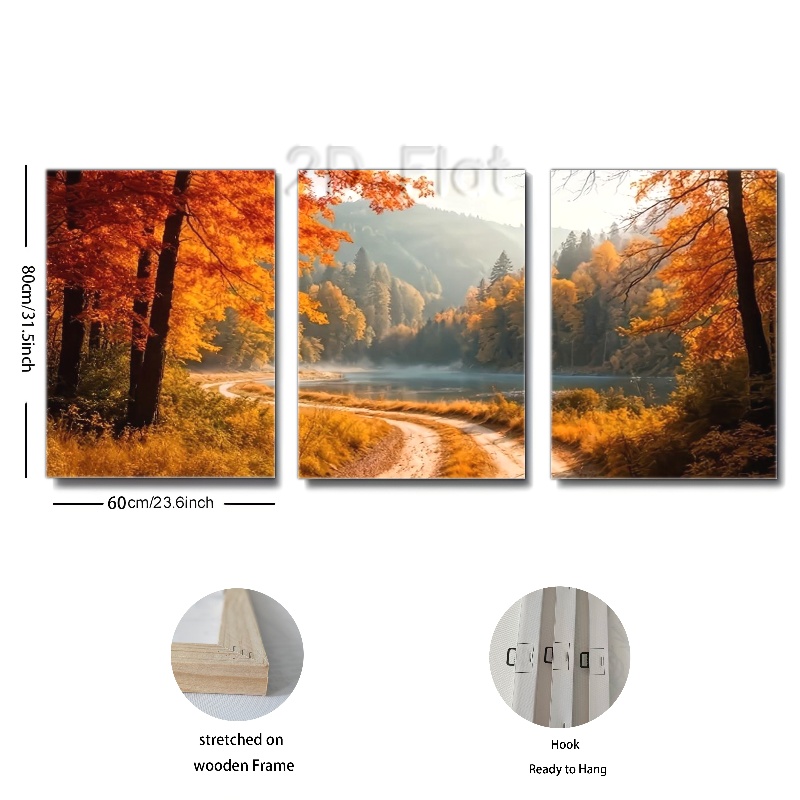 2D Flat
80cm/31.5inch
60cm/23.6inch
stretched on
wooden Frame
Hook
Ready to Hang